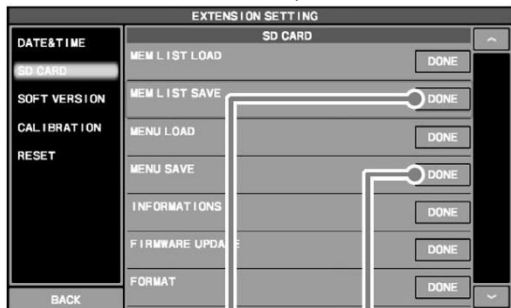 EXTENSION SETTING
DATE&TIME
SD CARD
SOFT VERSION
CALIBRATION
RESET
BACK
SD CARD
MEM LIST LOAD DONE
MEM LIST SAVE DONE
MENU LOAD DONE
MENU SAVE DONE
INFORMATIONS DONE
FIRMWARE UPDATE DONE
FORMAT DONE